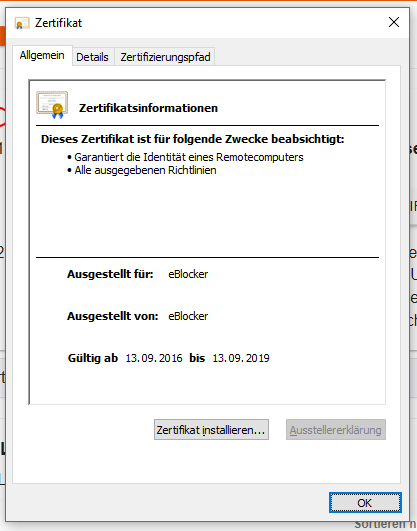 Zertifikat
Allgemein Details Zertifizierungspfad
Zertifikatsinformationen
Dieses Zertifikat ist für folgende Zwecke beabsichtigt:
• Garantiert die Identität eines Remotecomputers
• Alle ausgegebenen Richtlinien
Ausgestellt für: eBlocker
Ausgestellt von: eBlocker
Gültig ab 13.09.2016 bis 13.09.2019
Zertifikat installieren... Ausstellererklärung
OK
Sortieren